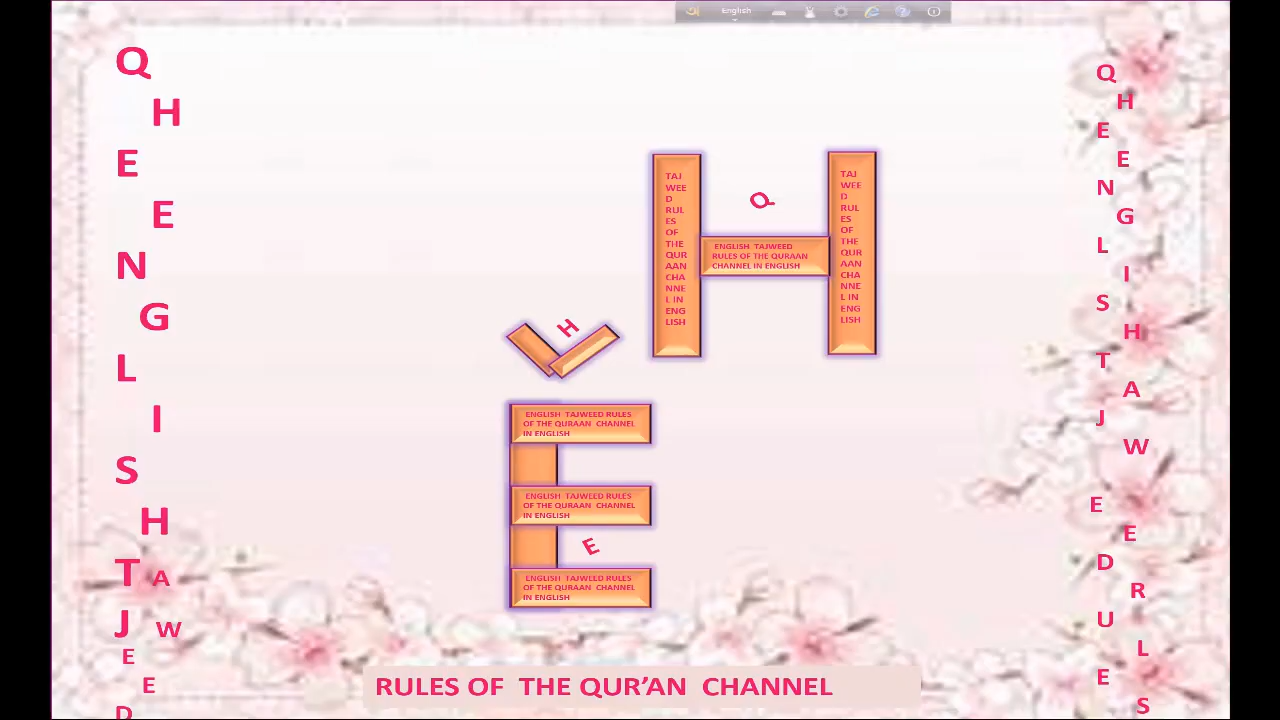 English
Q
H
E
E
N
G
L
I
S
H
T A
J W
E
E
D
TAJ
WEE
D
RUL
ES
OF
THE
QUR
AAN
CHA
NNE
L IN
ENG
LISH
Q
ENGLISH TAJWEED
RULES OF THE QURAAN
CHANNEL IN ENGLISH
TAJ
WEE
D
RUL
ES
OF
THE
QUR
AAN
CHA
NNE
L IN
ENG
LISH
H
ENGLISH TAJWEED RULES
OF THE QURAAN CHANNEL
IN ENGLISH
ENGLISH TAJWEED RULES
OF THE QURAAN CHANNEL
IN ENGLISH
E
ENGLISH TAJWEED RULES
OF THE QURAAN CHANNEL
IN ENGLISH
RULES OF THE QUR’AN CHANNEL
Q
H
E
E
N
G
L
I
S
H
T
A
J
W
E
E
D
R
U
L
E
S